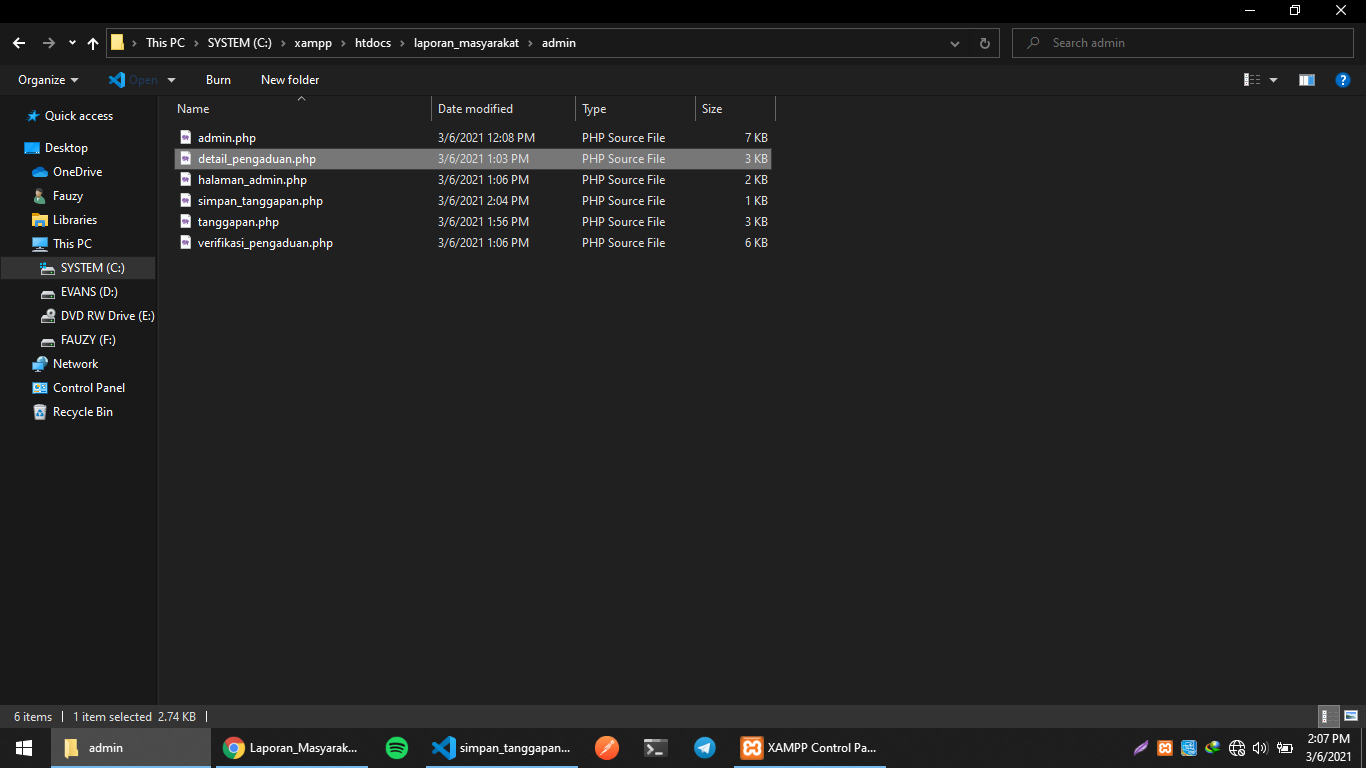 This PC > SYSTEM (C:) > xampp > htdocs > laporan_masyarakat > admin
Search admin
Organize Open Burn New folder
Quick access
Desktop
OneDrive
Fauzy
Libraries
This PC
SYSTEM (C:)
EVANS (D:)
DVD RW Drive (E:)
FAUZY (F:)
Network
Control Panel
Recycle Bin
Name Date modified Type Size
admin.php 3/6/2021 12:08 PM PHP Source File 7 KB
detail_pengaduan.php 3/6/2021 1:03 PM PHP Source File 3 KB
halaman_admin.php 3/6/2021 1:06 PM PHP Source File 2 KB
simpan_tanggapan.php 3/6/2021 2:04 PM PHP Source File 1 KB
tanggapan.php 3/6/2021 1:56 PM PHP Source File 3 KB
verifikasi_pengaduan.php 3/6/2021 1:06 PM PHP Source File 6 KB
6 items 1 item selected 2.74 KB
admin Laporan_Masyarak... simpan_tanggapan... XAMPP Control Pa...
2:07 PM
3/6/2021